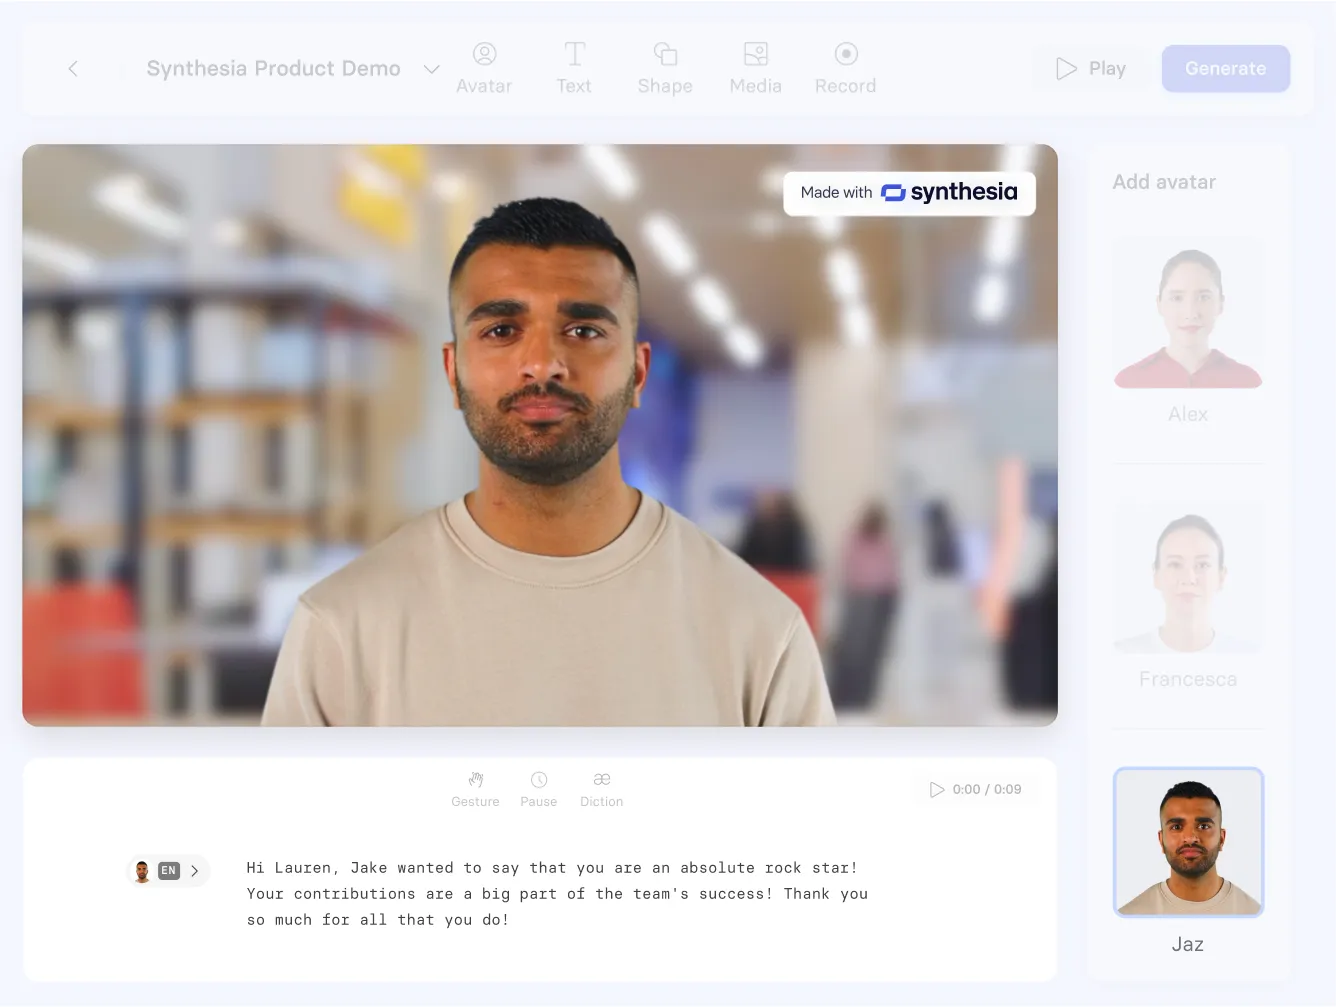 Synthesia Product Demo
Avatar
Text
Shape
Media
Record
Play
Generate
Made with synthesia
Add avatar
Alex
Francesca
Jaz
Gesture
Pause
Diction
0:00 / 0:09
EN
Hi Lauren, Jake wanted to say that you are an absolute rock star!
Your contributions are a big part of the team's success! Thank you
so much for all that you do!